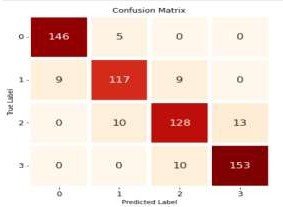 Confusion Matrix
0 146 5 0 0
1 9 117 9 0
2 0 10 128 13
3 0 0 10 153
0 1 2 3
True Label
Predicted Label